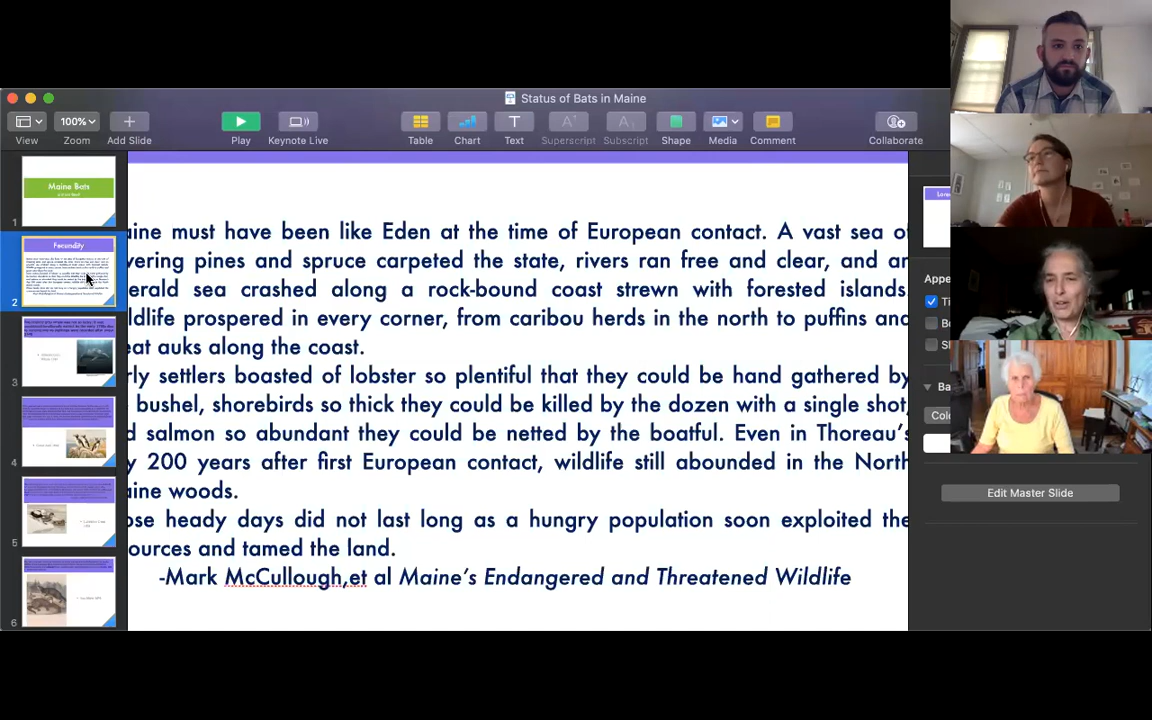 Status of Bats in Maine
View
100%
Zoom
Add Slide
Play
Keynote Live
Table
Chart
Text
Superscript
Subscript
Shape
Media
Comment
Collaborate
Maine Bats
1
Fecundity
2
3
4
5
6
aine must have been like Eden at the time of European contact. A vast sea o
vering pines and spruce carpeted the state, rivers ran free and clear, and an
erald sea crashed along a rock-bound coast strewn with forested islands
ldlife prospered in every corner, from caribou herds in the north to puffins and
eat auks along the coast.
rly settlers boasted of lobster so plentiful that they could be hand gathered by
bushel, shorebirds so thick they could be killed by the dozen with a single shot,
d salmon so abundant they could be netted by the boatful. Even in Thoreau's
y 200 years after first European contact, wildlife still abounded in the North
aine woods.
ose heady days did not last long as a hungry population soon exploited the
ources and tamed the land.
-Mark McCullough,et al Maine's Endangered and Threatened Wildlife
Appe
Ti
Bo
Sl
Ba
Colo
Edit Master Slide